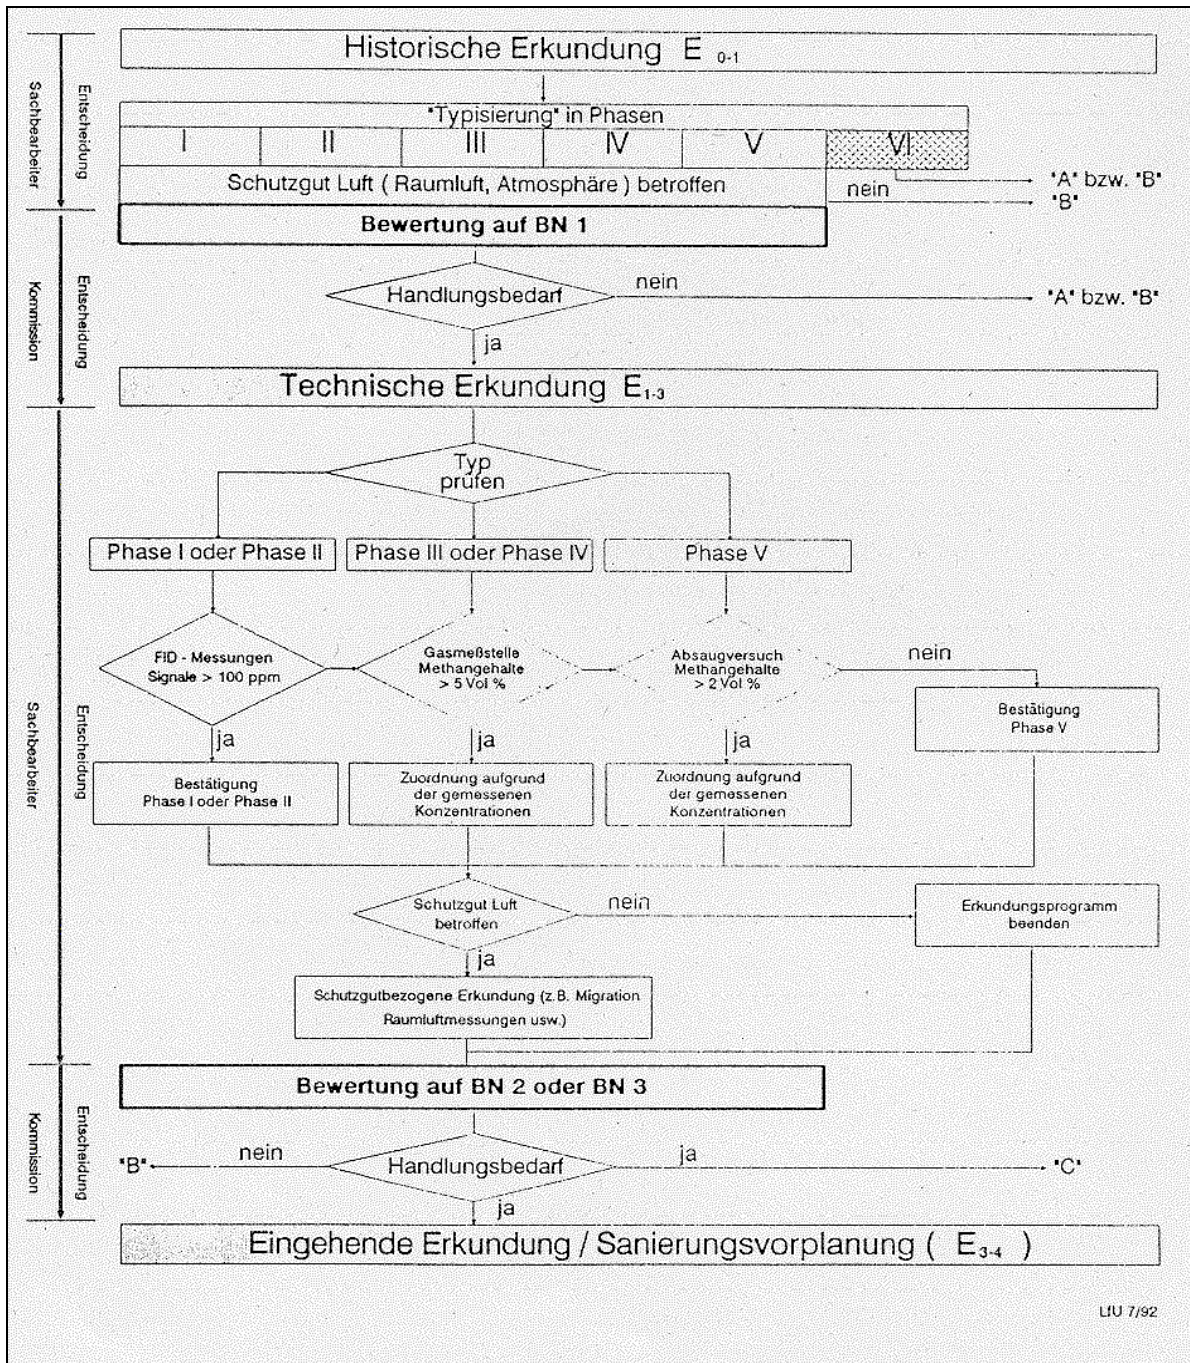 Historische Erkundung E 0-1
Sachbearbeiter
Entscheidung
"Typisierung" in Phasen
I II III IV V VI
Schutzgut Luft ( Raumluft, Atmosphäre ) betroffen
nein
"A" bzw. "B"
"B"
Bewertung auf BN 1
Kommission
Entscheidung
Handlungsbedarf
nein
"A" bzw. "B"
ja
Technische Erkundung E1-3
Sachbearbeiter
Entscheidung
Typ
prüfen
Phase I oder Phase II
Phase III oder Phase IV
Phase V
FID - Messungen
Signale > 100 ppm
Gasmeßstelle
Methangehalte
> 5 Vol %
Absaugversuch
Methangehalte
> 2 Vol %
nein
Bestätigung
Phase V
ja
ja
ja
Bestätigung
Phase I oder Phase II
Zuordnung aufgrund
der gemessenen
Konzentrationen
Zuordnung aufgrund
der gemessenen
Konzentrationen
Schutzgut Luft
betroffen
nein
Erkundungsprogramm
beenden
ja
Schutzgutbezogene Erkundung (z.B. Migration
Raumluftmessungen usw.)
Bewertung auf BN 2 oder BN 3
Kommission
Entscheidung
"B"
nein
Handlungsbedarf
ja
"C"
ja
Eingehende Erkundung / Sanierungsvorplanung ( E3-4 )
LfU 7/92